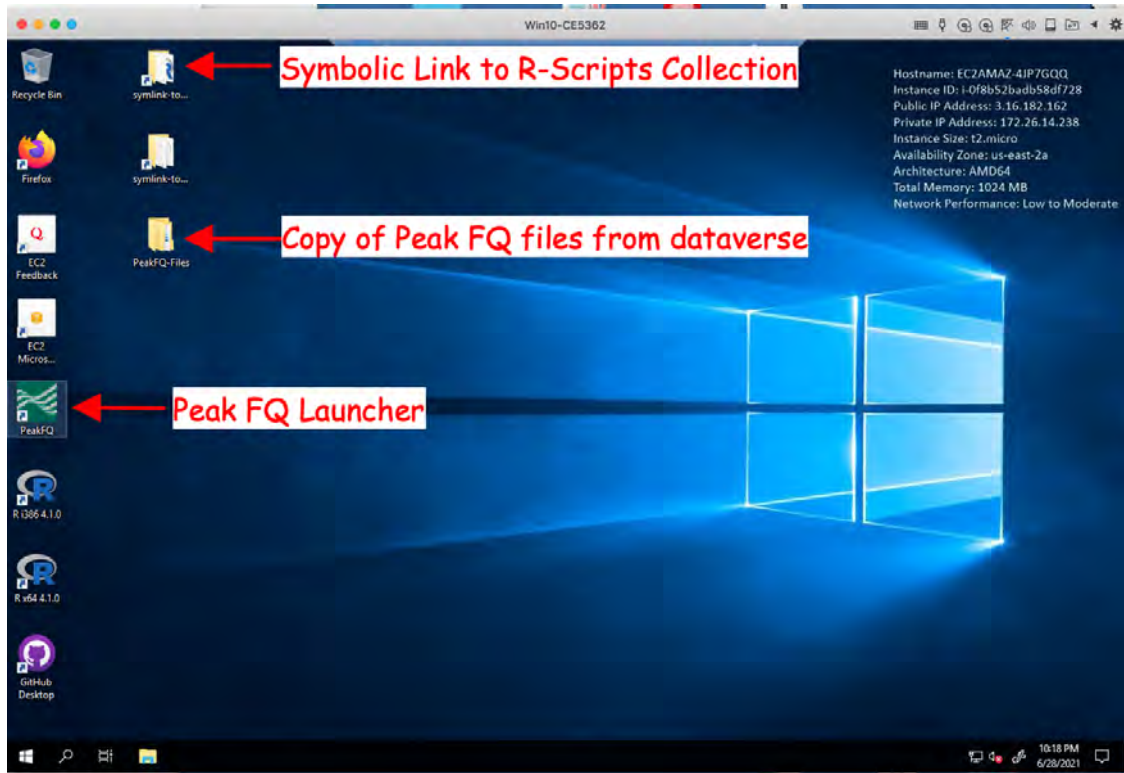 Win10-CE5362
Symbolic Link to R-Scripts Collection
Hostname: EC2AMAZ-4JP7GQQ
Instance ID: i-0f8b52badb58df728
Public IP Address: 3.16.182.162
Private IP Address: 172.26.14.238
Instance Size: t2.micro
Availability Zone: us-east-2a
Architecture: AMD64
Total Memory: 1024 MB
Network Performance: Low to Moderate
Recycle Bin
symlink-to...
Firefox
symlink-to...
Copy of Peak FQ files from dataverse
EC2
Feedback
PeakFQ-Files
EC2
Micros...
Peak FQ Launcher
PeakFQ
R i386 4.1.0
R x64 4.1.0
GitHub
Desktop
10:18 PM
6/28/2021